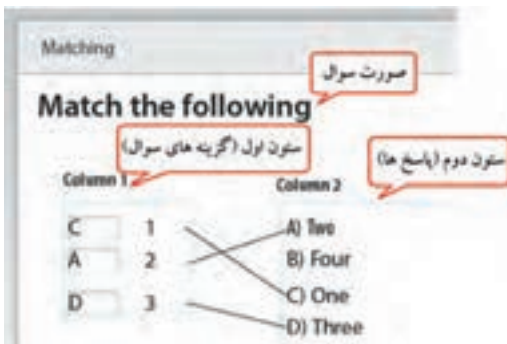 Matching
صورت سوال
Match the following
ستون اول (گزینه های سوال)
ستون دوم (پاسخ ها)
Column 1
Column 2
C 1 A) Two
A 2 B) Four
C) One
D 3 D) Three